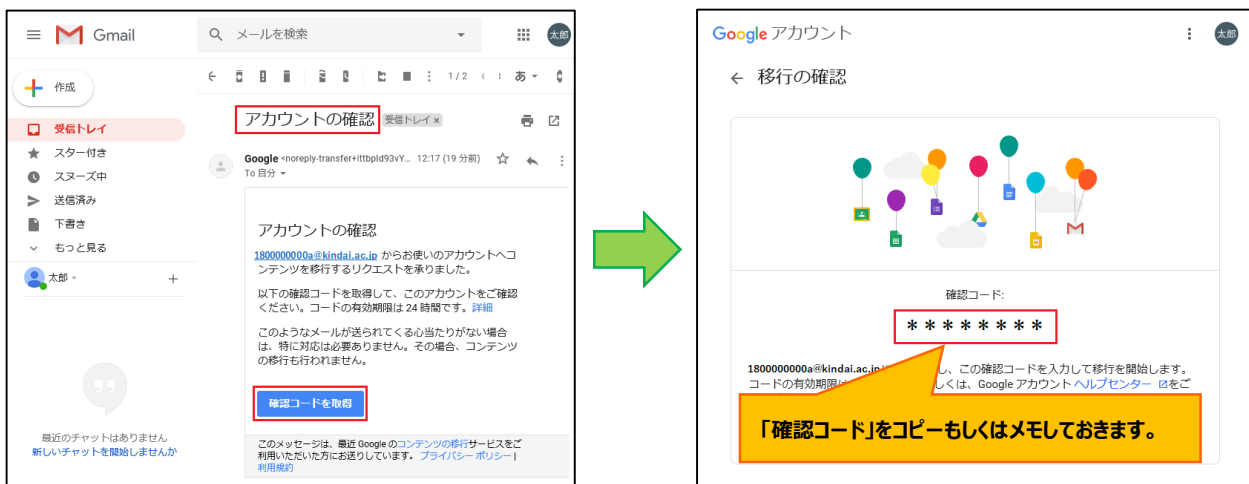 Gmail
メールを検索
太郎
作成
1/2
あ
受信トレイ
スター付き
スヌーズ中
送信済み
下書き
もっと見る
太郎
最近のチャットはありません
新しいチャットを開始しませんか
アカウントの確認 受信トレイ ×
Google <noreply-transfer+ittbpId93vY... 12:17 (19 分前)
To 自分
アカウントの確認
1800000000a@kindai.ac.jp からお使いのアカウントへコ
ンテンツを移行するリクエストを承りました。
以下の確認コードを取得して、このアカウントをご確認
ください。コードの有効期限は 24 時間です。詳細
このようなメールが送られてくる心当たりがない場合
は、特に対応は必要ありません。その場合、コンテンツ
の移行も行われません。
確認コードを取得
このメッセージは、最近 Google のコンテンツの移行サービスをご
利用いただいた方にお送りしています。 プライバシー ポリシー |
利用規約
Google アカウント
太郎
← 移行の確認
確認コード:
＊＊＊＊＊＊＊＊
1800000000a@kindai.ac.jp し、この確認コードを入力して移行を開始します。
コードの有効期限は しくは、Google アカウント ヘルプセンター をご
「確認コード」をコピーもしくはメモしておきます。